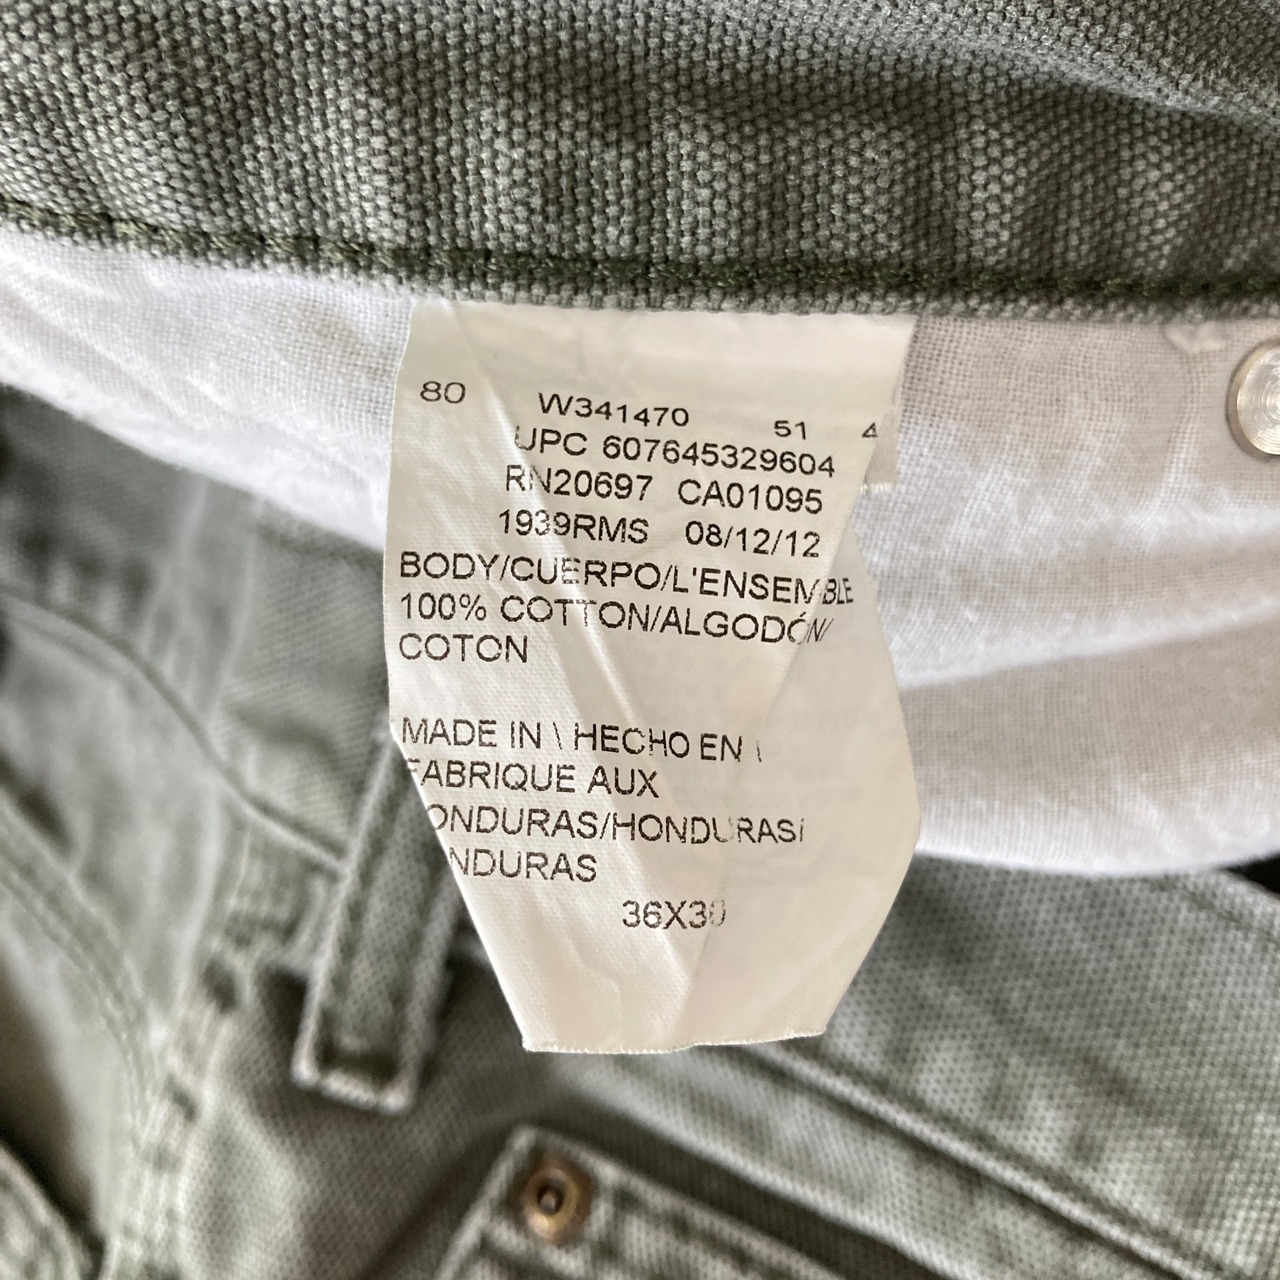 80 W341470 51 4
UPC 607645329604
RN20697 CA01095
1939RMS 08/12/12
BODY/CUERPO/L'ENSEMBLE
100% COTTON/ALGODÓN/
COTON
MADE IN \ HECHO EN \
FABRIQUE AUX
ONDURAS/HONDURAS/
NDURAS
36X30